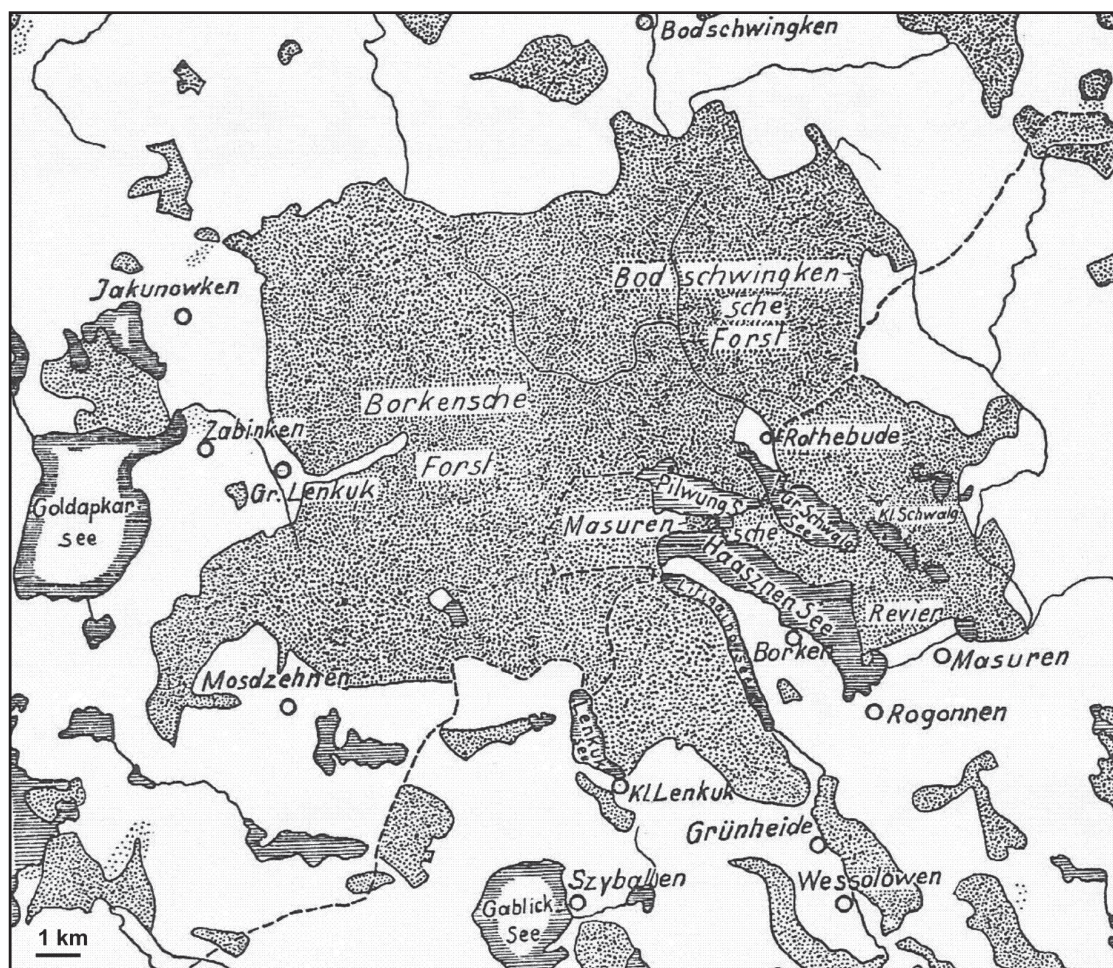 Bodschwingken
Jakunowken
Bodschwingken-
sche
Forst
Borkensche
Forst
Zabinken
Gr. Lenkuk
Rothebude
Goldapkar
see
Pilwung S.
Masuren-
sche
Revier
Kl. Schwalg
Haasznen See
Borken
Masuren
Mosdzehnen
Rogonnen
Lenkuk
See
Kl. Lenkuk
Grünheide
Szyballen
Wessolowen
Gablick
See
1 km